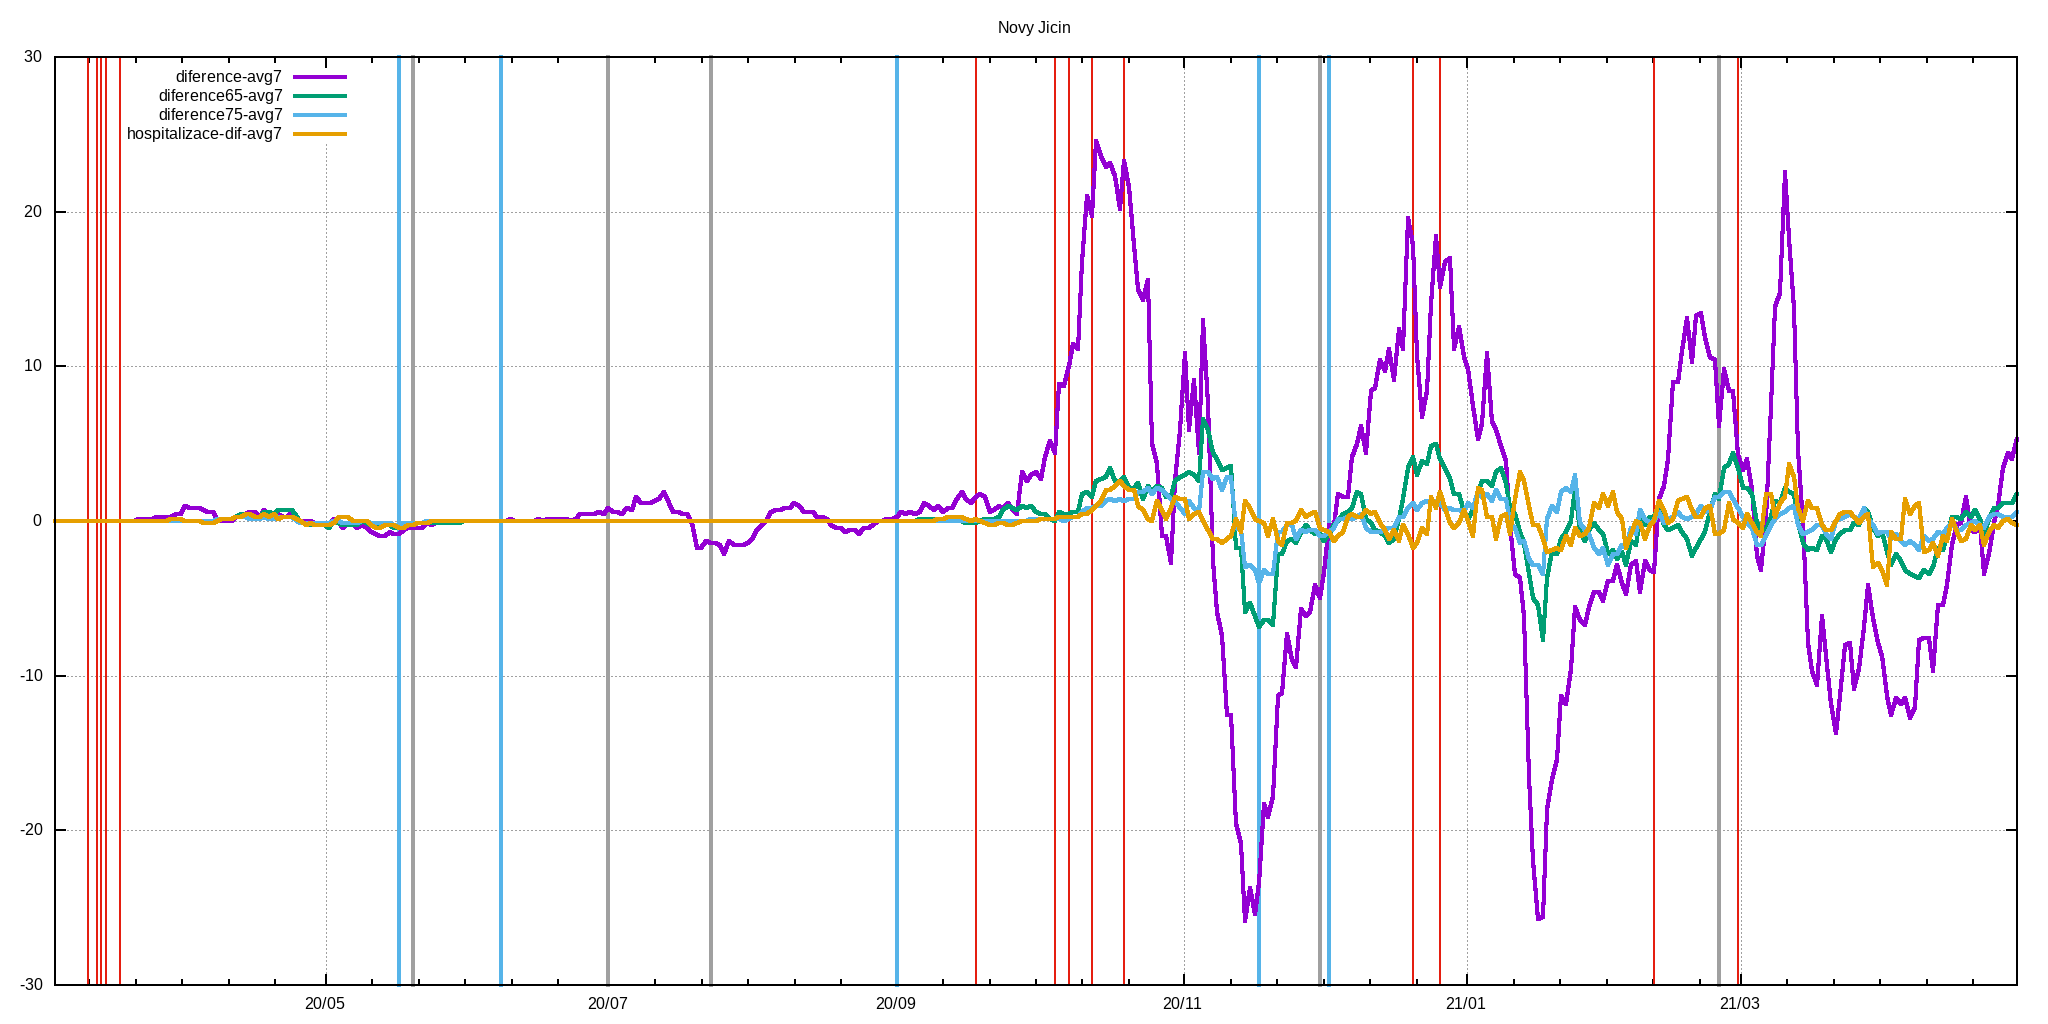 Novy Jicin
30
diference-avg7
diference65-avg7
diference75-avg7
hospitalizace-dif-avg7
20
10
0
-10
-20
-30
20/05 20/07 20/09 20/11 21/01 21/03